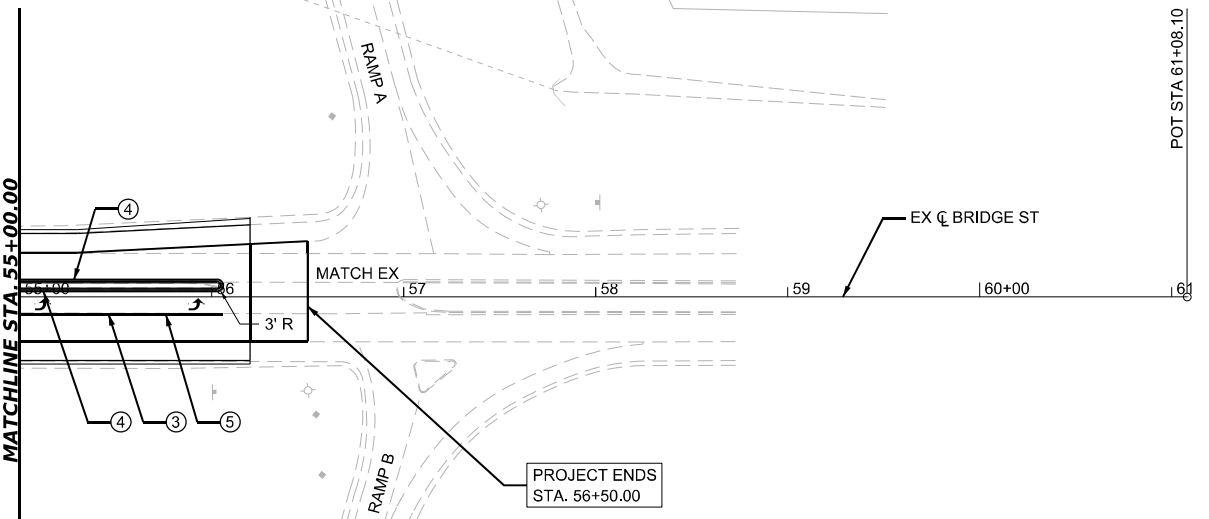 POT STA 61+08.10
RAMP A
MATCHLINE STA. 55+00.00
4
EX ℄ BRIDGE ST
MATCH EX
55+00
56
57
58
59
60+00
61
3' R
4
3
5
RAMP B
PROJECT ENDS
STA. 56+50.00